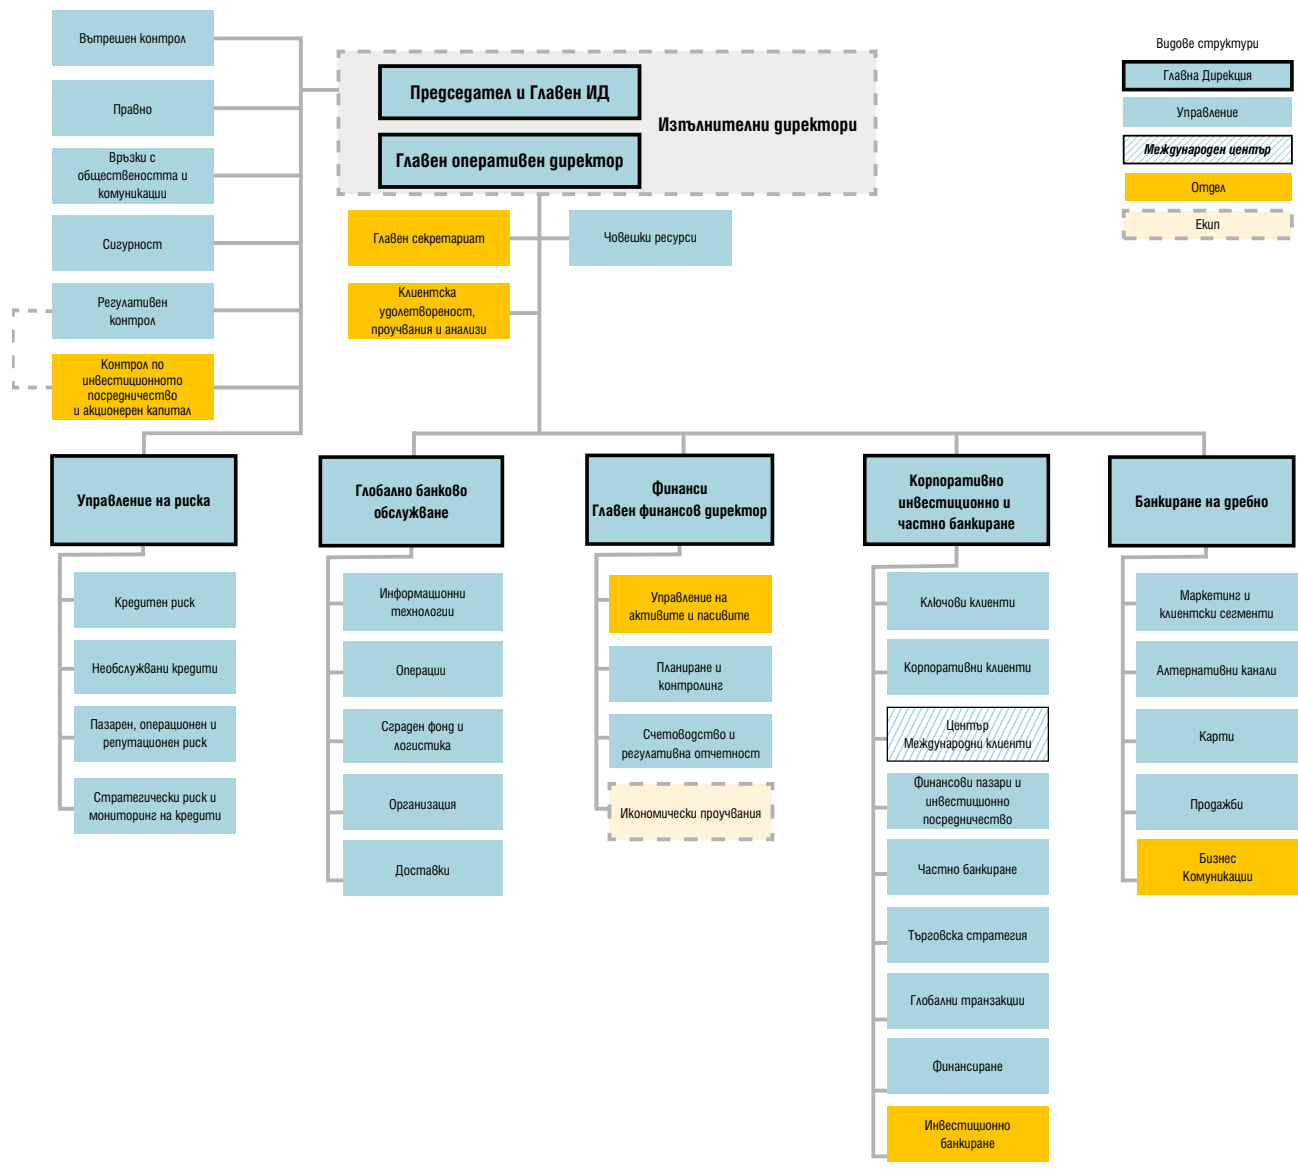 Вътрешен контрол
Правно
Връзки с
обществеността и
комуникации
Сигурност
Регулативен
контрол
Контрол по
инвестиционното
посредничество
и акционерен капитал
Председател и Главен ИД
Главен оперативен директор
Изпълнителни директори
Видове структури
Главна Дирекция
Управление
Международен център
Отдел
Екип
Главен секретариат
Човешки ресурси
Клиентска
удолетвореност,
проучвания и анализи
Управление на риска
Кредитен риск
Необслужвани кредити
Пазарен, операционен и
репутационен риск
Стратегически риск и
мониторинг на кредити
Глобално банково
обслужване
Информационни
технологии
Операции
Сграден фонд и
логистика
Организация
Доставки
Финанси
Главен финансов директор
Управление на
активите и пасивите
Планиране и
контролинг
Счетоводство и
регулативна отчетност
Икономически проучвания
Корпоративно
инвестиционно и
частно банкиране
Ключови клиенти
Корпоративни клиенти
Център
Международни клиенти
Финансови пазари и
инвестиционно
посредничество
Частно банкиране
Търговска стратегия
Глобални транзакции
Финансиране
Инвестиционно
банкиране
Банкиране на дребно
Маркетинг и
клиентски сегменти
Алтернативни канали
Карти
Продажби
Бизнес
Комуникации